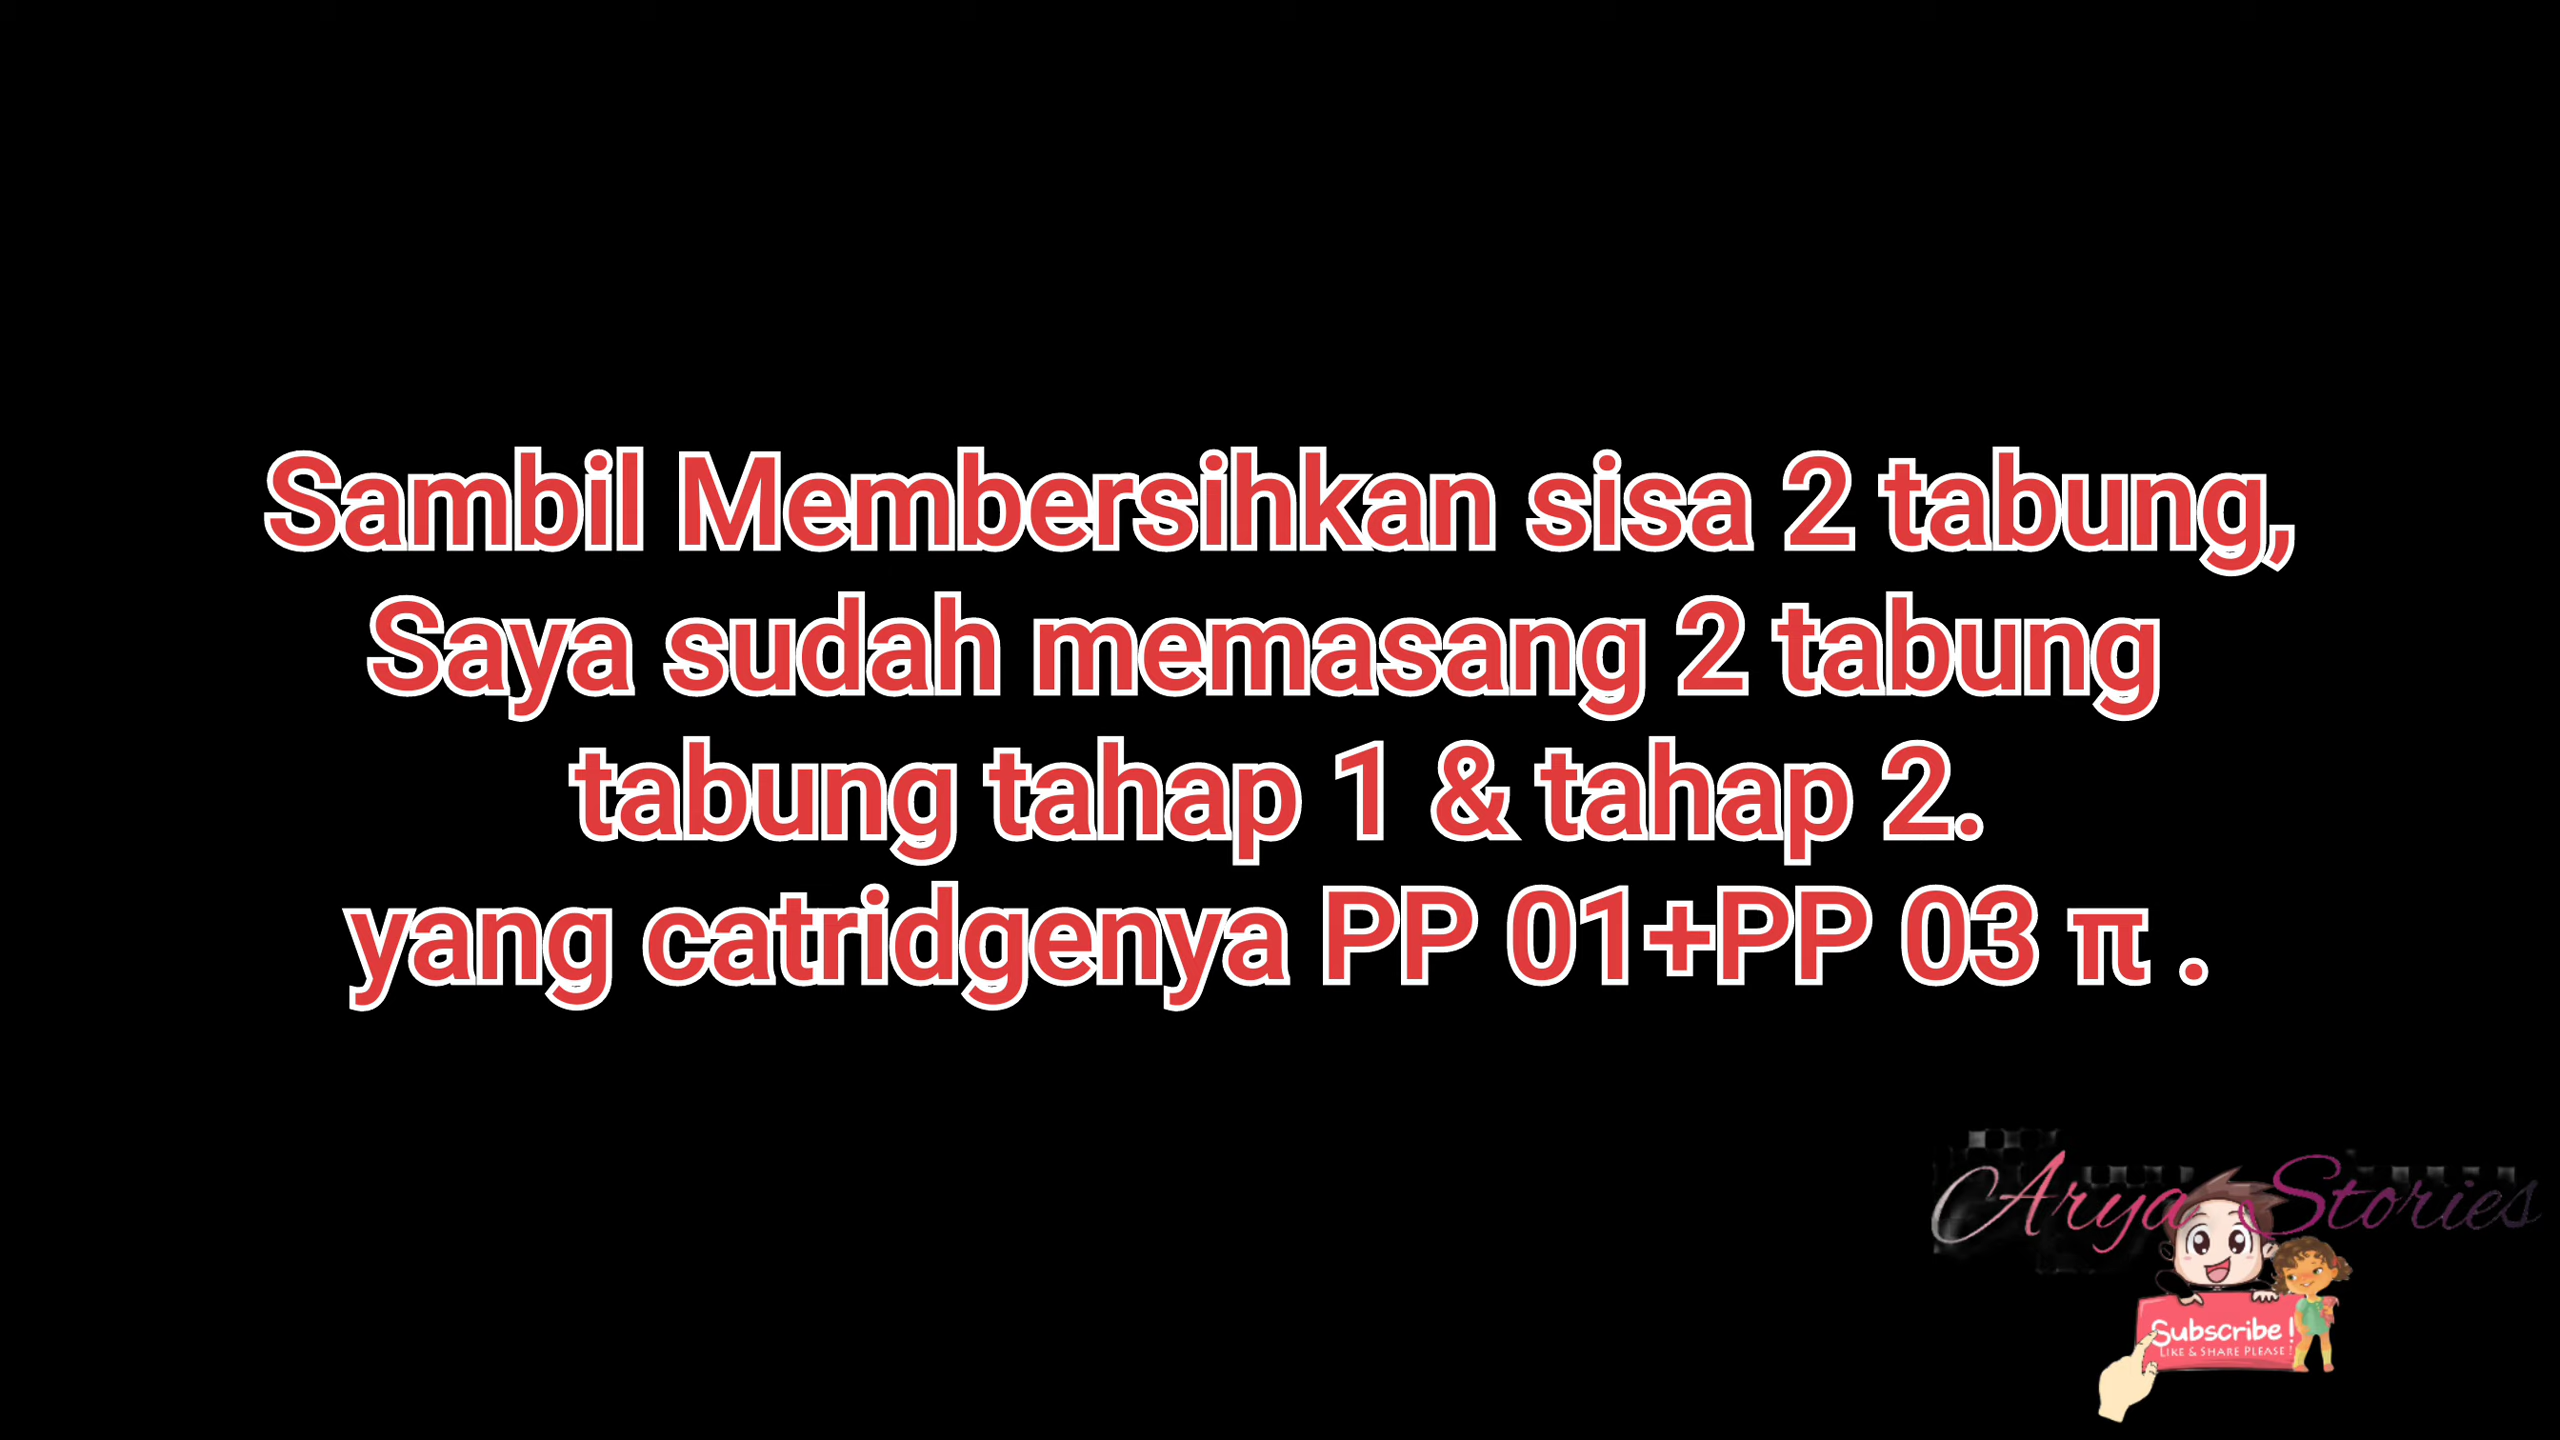 Sambil Membersihkan sisa 2 tabung,
Saya sudah memasang 2 tabung
tabung tahap 1 & tahap 2.
yang catridgenya PP 01+PP 03 π .
Arya Stories
Subscribe!
LIKE & SHARE PLEASE!